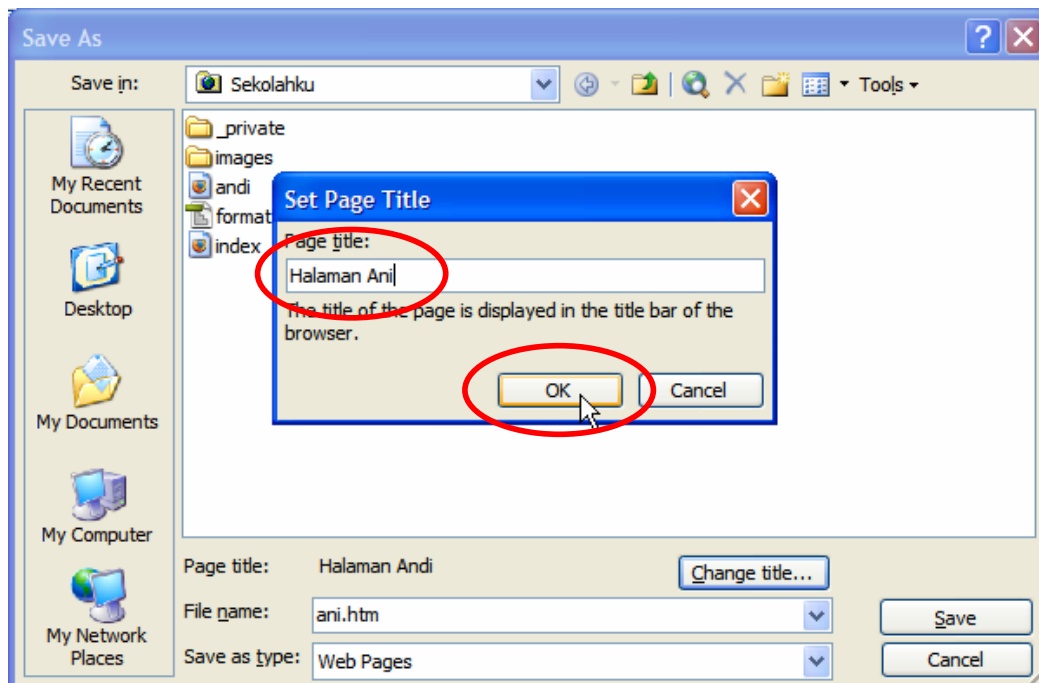 Save As
Save in:
Sekolahku
Tools
My Recent
Documents
Desktop
My Documents
My Computer
My Network
Places
_private
images
andi
format
index
Set Page Title
Page title:
Halaman Ani
The title of the page is displayed in the title bar of the
browser.
OK
Cancel
Page title:
Halaman Andi
Change title...
File name:
ani.htm
Save
Save as type:
Web Pages
Cancel